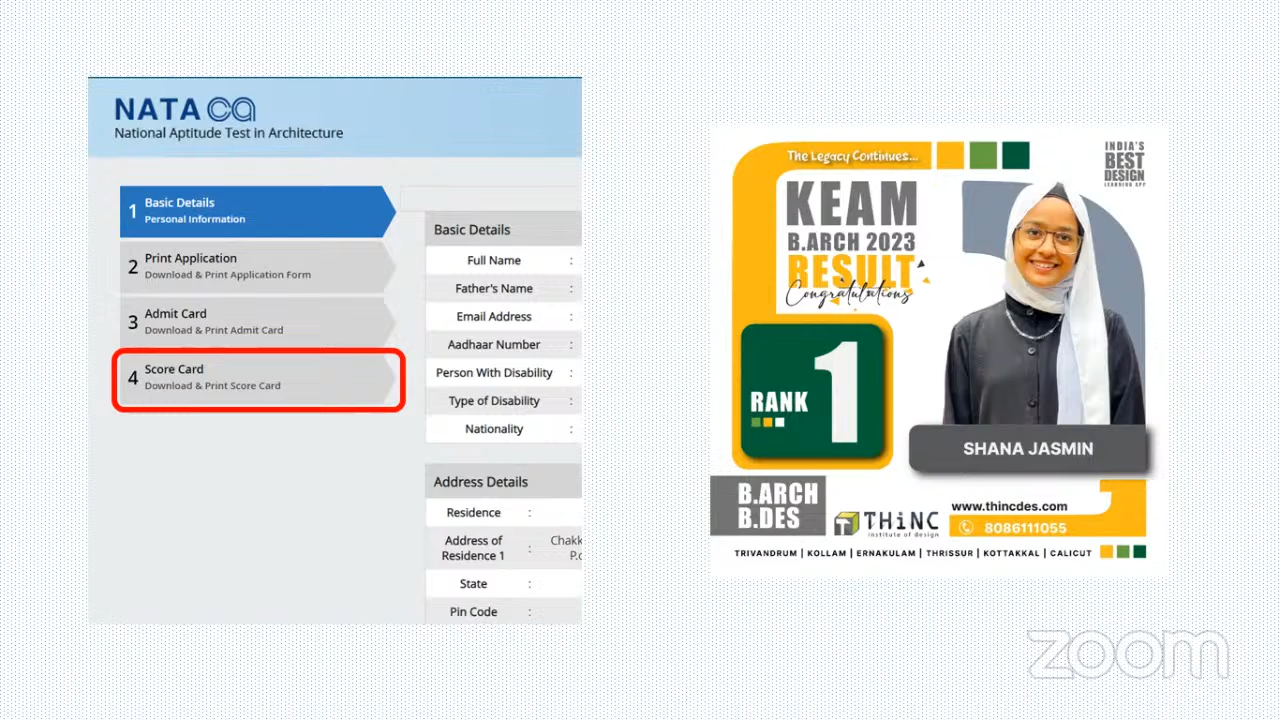 NATA ca
National Aptitude Test in Architecture
1 Basic Details
Personal Information
2 Print Application
Download & Print Application Form
3 Admit Card
Download & Print Admit Card
4 Score Card
Download & Print Score Card
Basic Details
Full Name :
Father's Name :
Email Address :
Aadhaar Number :
Person With Disability :
Type of Disability :
Nationality :
Address Details
Residence :
Address of
Residence 1 :
Chakk
P.c
State :
Pin Code :
The Legacy Continues...
INDIA'S
BEST
DESIGN
LEARNING APP
KEAM
B.ARCH 2023
RESULT
Congratulations
RANK 1
SHANA JASMIN
B.ARCH
B.DES
THiNC
institute of design
www.thincdes.com
8086111055
TRIVANDRUM | KOLLAM | ERNAKULAM | THRISSUR | KOTTAKKAL | CALICUT
zoom